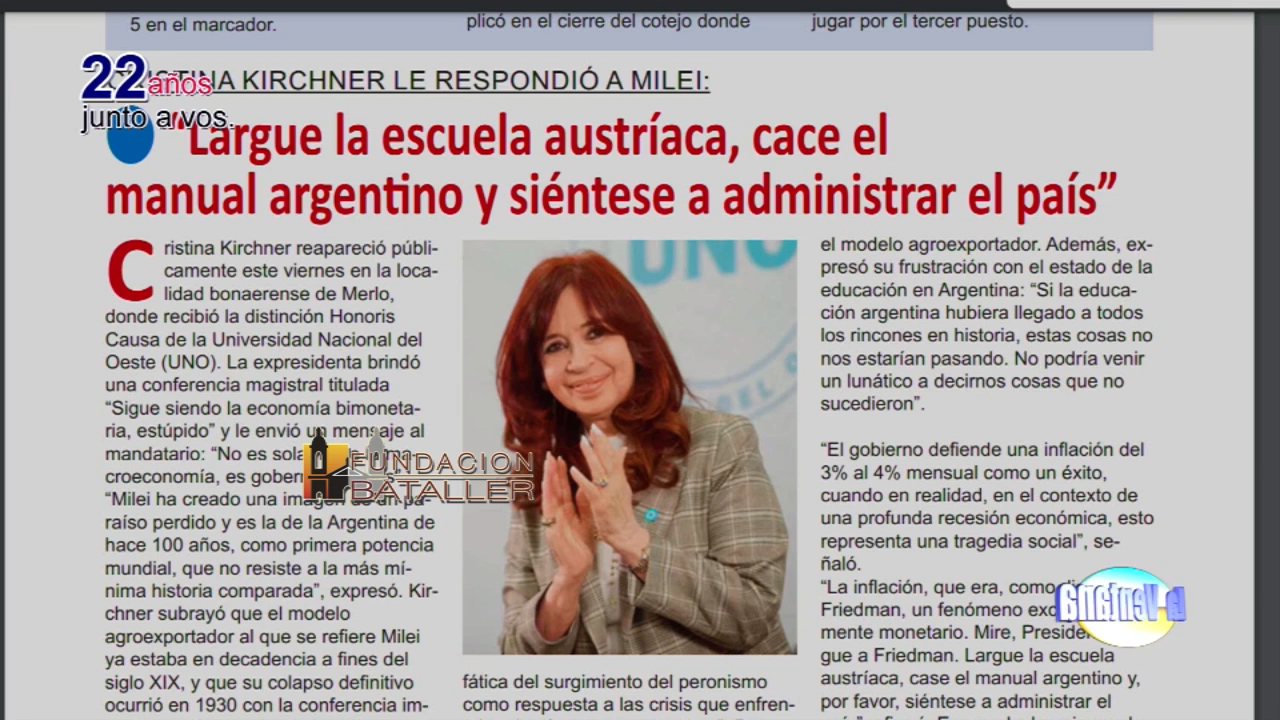 5 en el marcador.
plicó en el cierre del cotejo donde
jugar por el tercer puesto.
22 años
junto a vos.
CRISTINA KIRCHNER LE RESPONDIÓ A MILEI:
“Largue la escuela austríaca, cace el
manual argentino y siéntese a administrar el país”
Cristina Kirchner reapareció públi-
camente este viernes en la loca-
lidad bonaerense de Merlo,
donde recibió la distinción Honoris
Causa de la Universidad Nacional del
Oeste (UNO). La expresidenta brindó
una conferencia magistral titulada
“Sigue siendo la economía bimoneta-
ria, estúpido” y le envió un mensaje al
mandatario: “No es sola
croeconomía, es gobern
“Milei ha creado una imagen de un pa-
raíso perdido y es la de la Argentina de
hace 100 años, como primera potencia
mundial, que no resiste a la más mí-
nima historia comparada”, expresó. Kir-
chner subrayó que el modelo
agroexportador al que se refiere Milei
ya estaba en decadencia a fines del
siglo XIX, y que su colapso definitivo
ocurrió en 1930 con la conferencia im-
UNO
FUNDACION
BATALLER
fática del surgimiento del peronismo
como respuesta a las crisis que enfren-
el modelo agroexportador. Además, ex-
presó su frustración con el estado de la
educación en Argentina: “Si la educa-
ción argentina hubiera llegado a todos
los rincones en historia, estas cosas no
nos estarían pasando. No podría venir
un lunático a decirnos cosas que no
sucedieron”.
“El gobierno defiende una inflación del
3% al 4% mensual como un éxito,
cuando en realidad, en el contexto de
una profunda recesión económica, esto
representa una tragedia social”, se-
ñaló.
“La inflación, que era, como
Friedman, un fenómeno
mente monetario. Mire,
gue a Friedman. Largue la escuela
austríaca, case el manual argentino y,
por favor, siéntese a administrar el
la Ventana